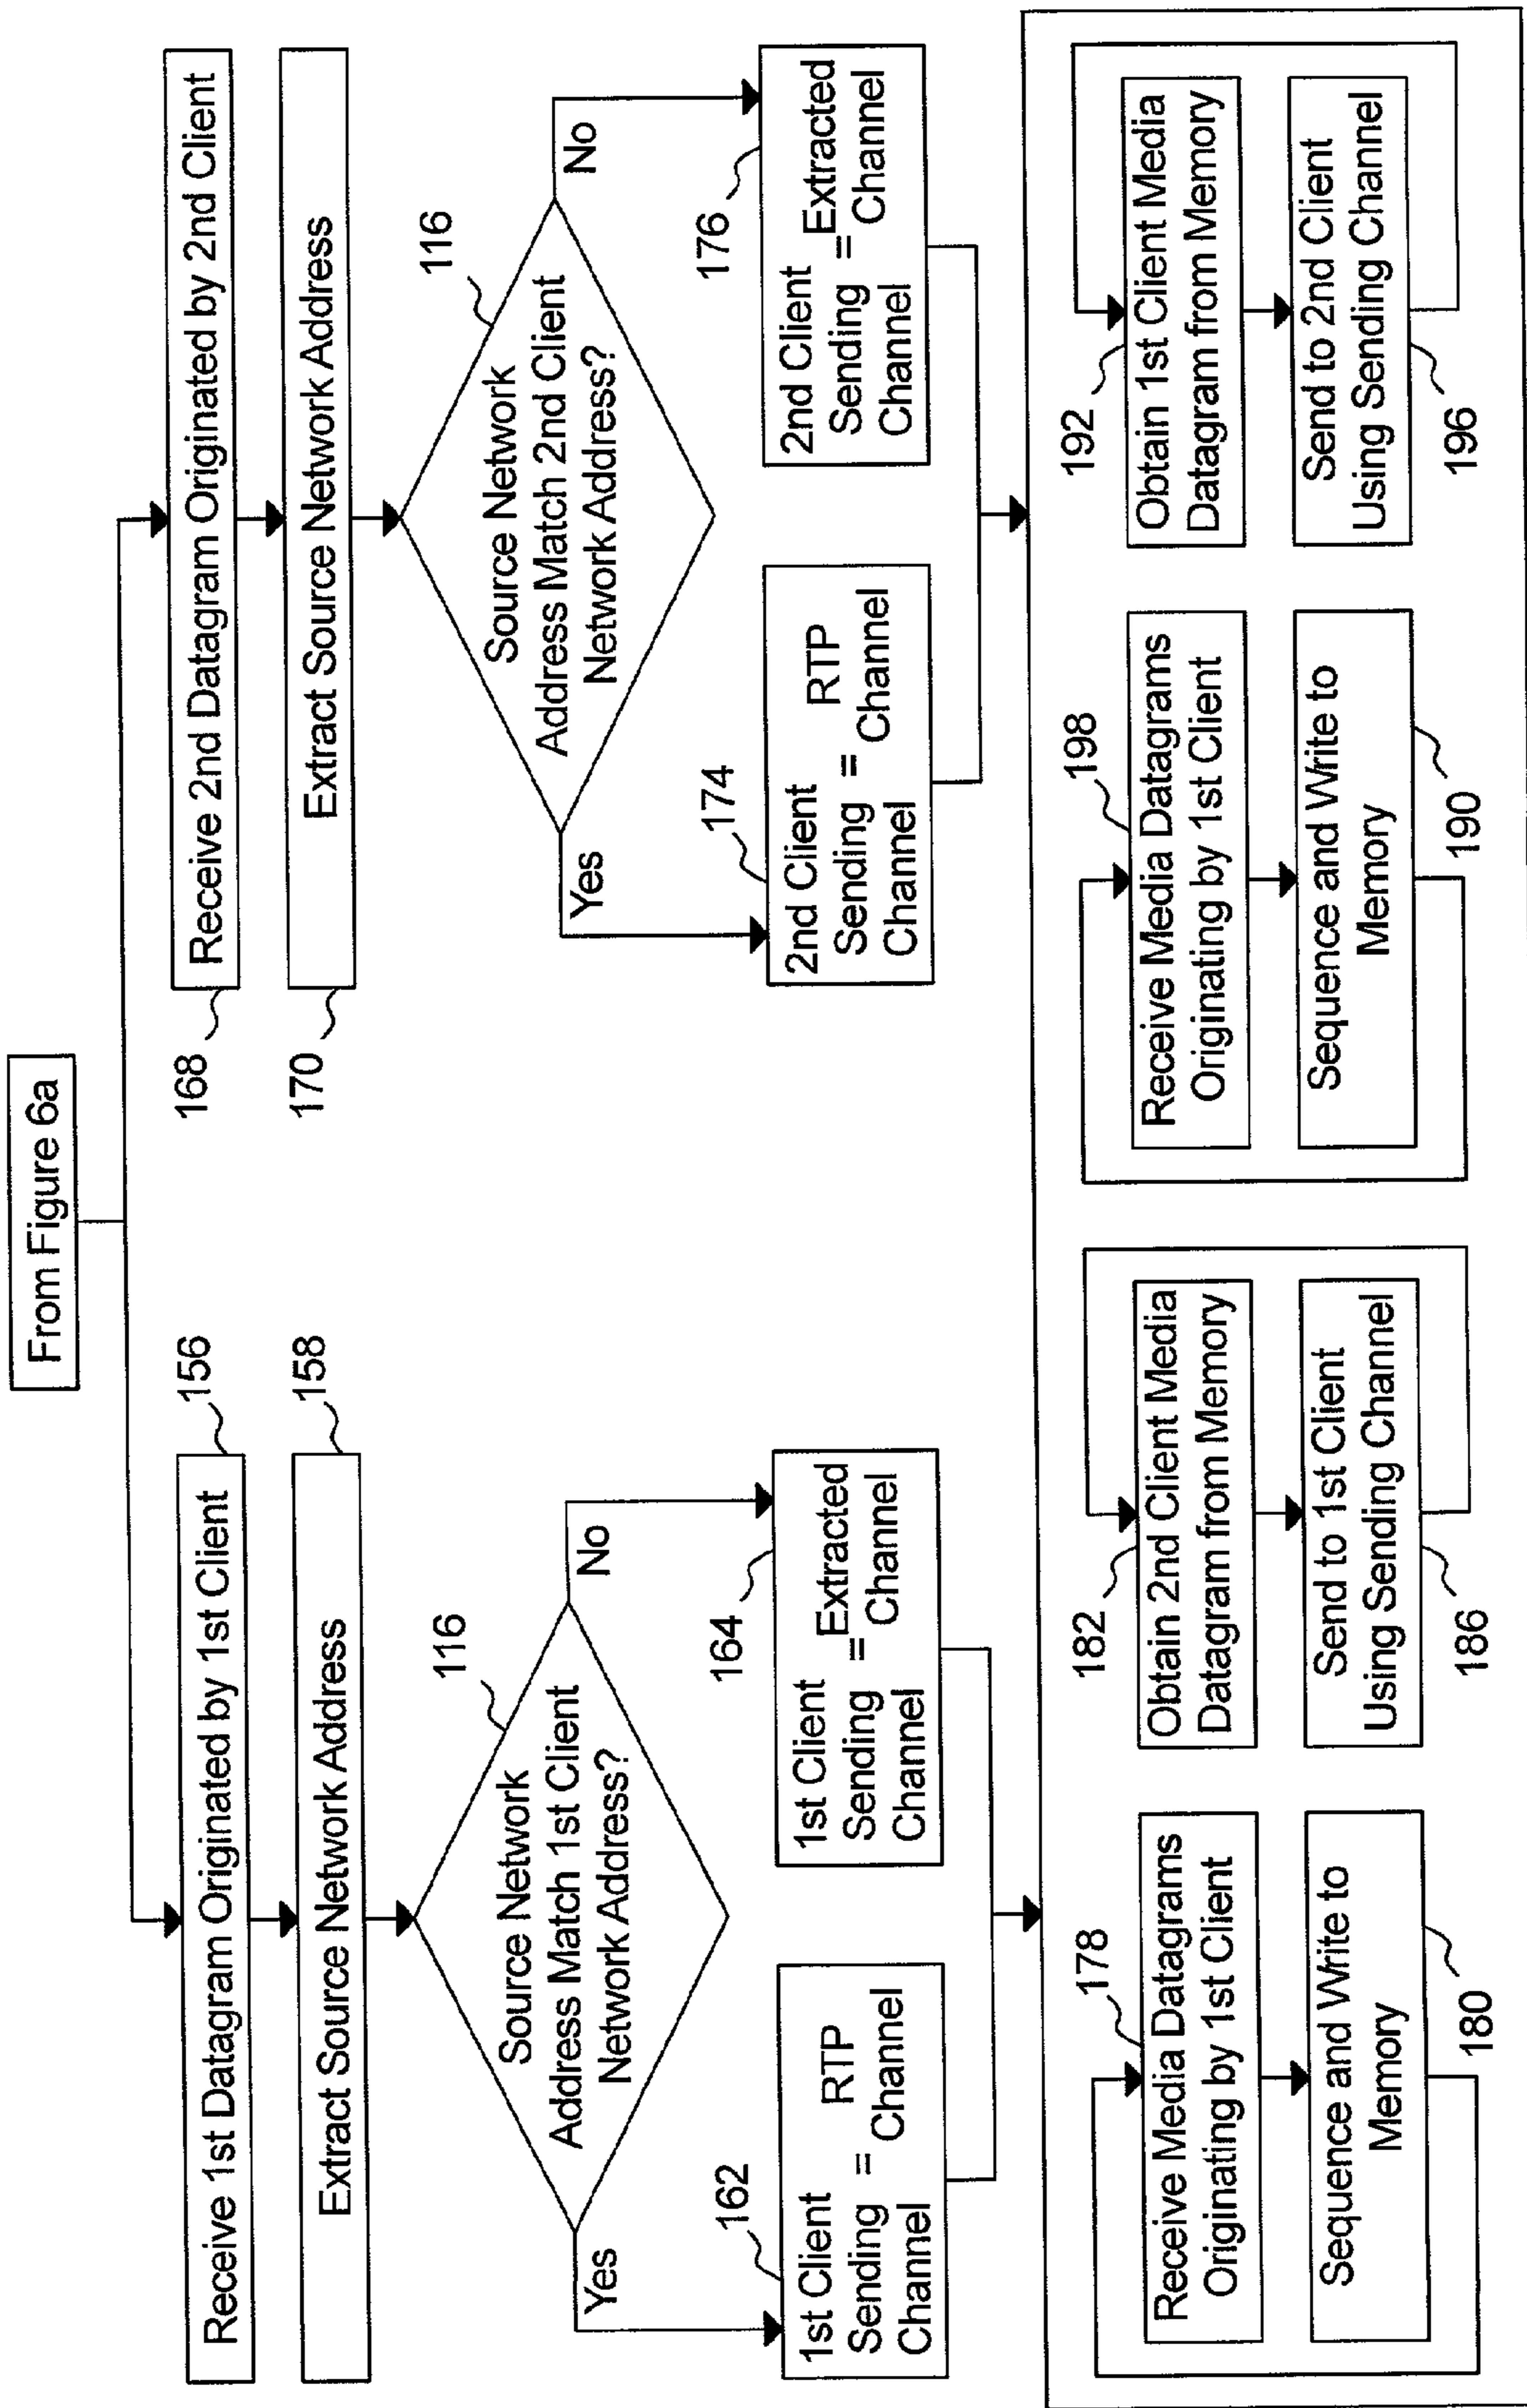 From Figure 6a
Receive 1st Datagram Originated by 1st Client
156
Extract Source Network Address
158
Source Network
Address Match 1st Client
Network Address?
116
Yes
No
162
1st Client
Sending
Channel
=
RTP
Channel
164
1st Client
Sending
Channel
=
Extracted
Channel
Receive 2nd Datagram Originated by 2nd Client
168
Extract Source Network Address
170
Source Network
Address Match 2nd Client
Network Address?
116
Yes
No
174
2nd Client
Sending
Channel
=
RTP
Channel
176
2nd Client
Sending
Channel
=
Extracted
Channel
178
Receive Media Datagrams
Originating by 1st Client
Sequence and Write to
Memory
180
182
Obtain 2nd Client Media
Datagram from Memory
Send to 1st Client
Using Sending Channel
186
198
Receive Media Datagrams
Originating by 1st Client
Sequence and Write to
Memory
190
192
Obtain 1st Client Media
Datagram from Memory
Send to 2nd Client
Using Sending Channel
196